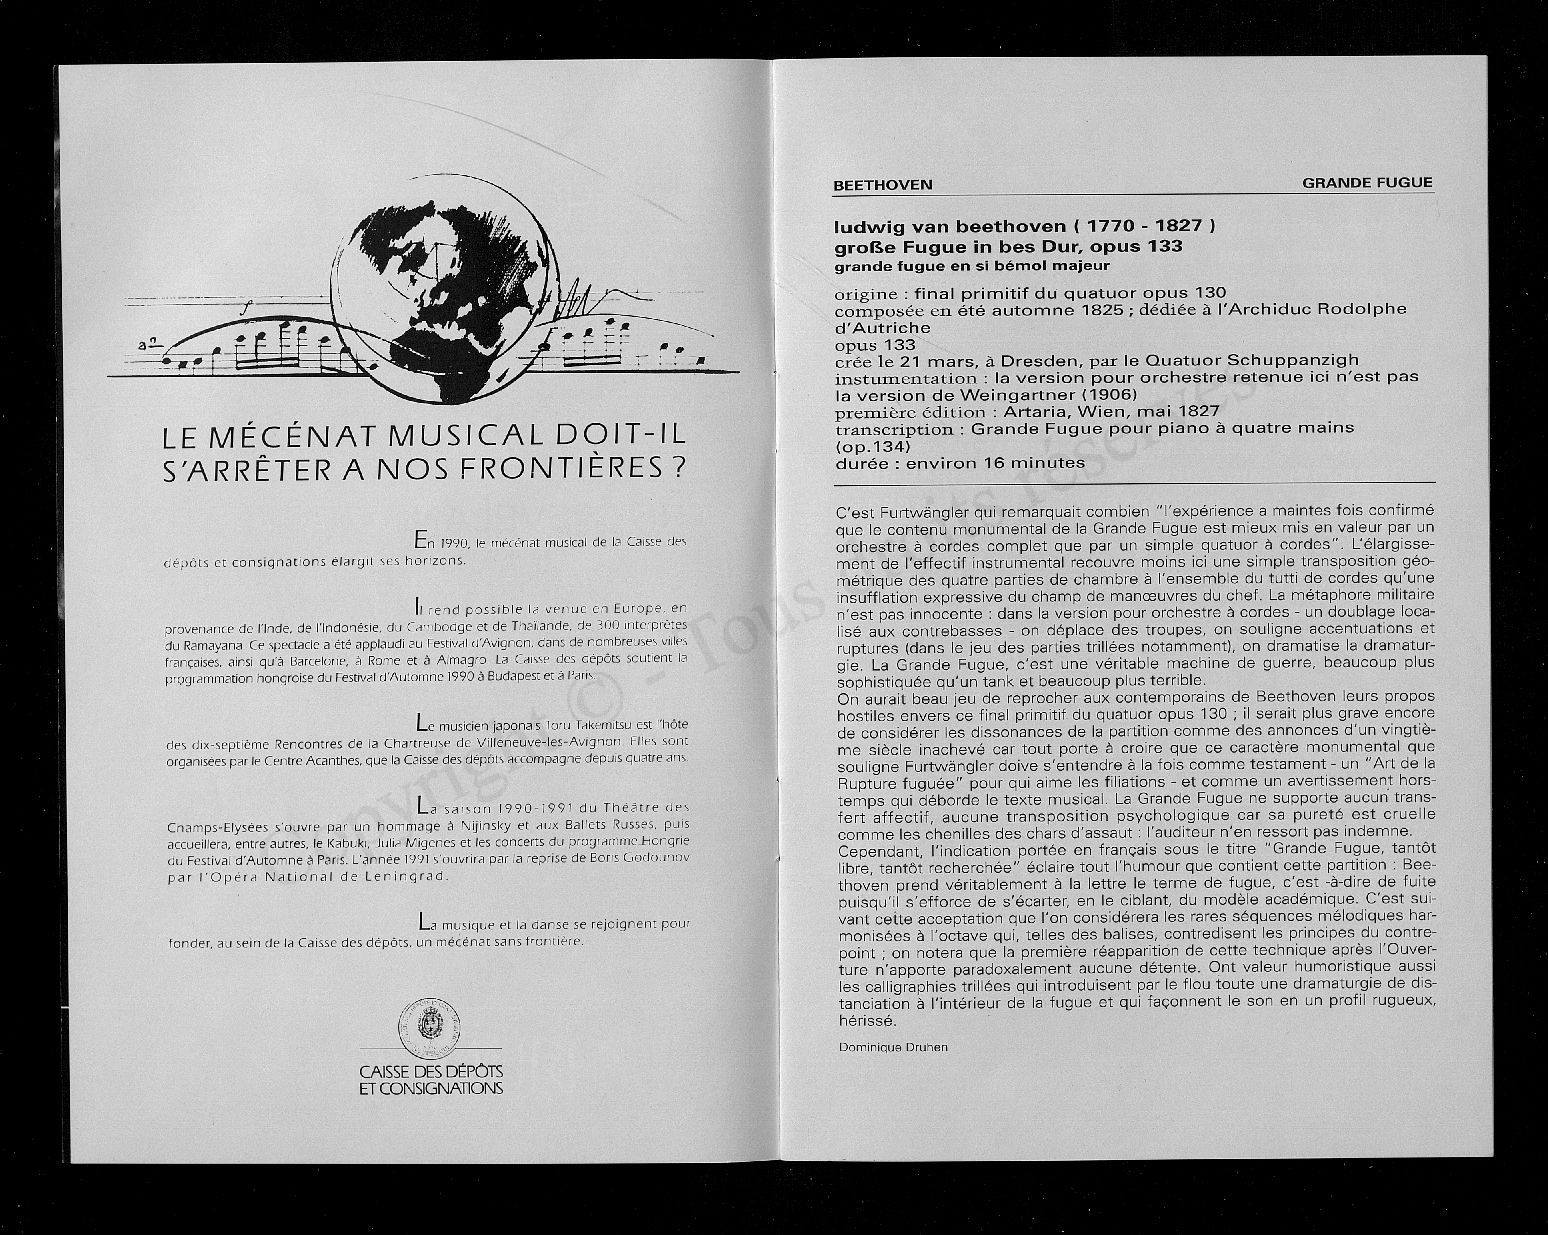 LE MÉCÉNAT MUSICAL DOIT-IL
S'ARRÊTER A NOS FRONTIÈRES ?
En 1990, le mécénat musical de la Caisse des
dépôts et consignations élargit ses horizons.
Il rend possible la venue en Europe, en
provenance de l'Inde, de l'Indonésie, du Cambodge et de Thaïlande, de 300 interprètes
du Ramayana. Ce spectacle a été applaudi au Festival d'Avignon, dans de nombreuses villes
françaises, ainsi qu'à Barcelone, à Rome et à Almagro. La Caisse des dépôts soutient la
programmation hongroise du Festival d'Automne 1990 à Budapest et à Paris.
Le musicien japonais Toru Takemitsu est "hôte
des dix-septième Rencontres de la Chartreuse de Villeneuve-les-Avignon. Elles sont
organisées par le Centre Acanthes, que la Caisse des dépôts accompagne depuis quatre ans.
La saison 1990-1991 du Théâtre des
Champs-Elysées s'ouvre par un hommage à Nijinsky et aux Ballets Russes, puis
accueillera, entre autres, le Kabuki, Julia Migenes et les concerts du programme Hongrie
du Festival d'Automne à Paris. L'année 1991 s'ouvrira par la reprise de Boris Godounov
par l'Opéra National de Leningrad.
La musique et la danse se rejoignent pour
fonder, au sein de la Caisse des dépôts, un mécénat sans frontière.
CAISSE DES DÉPÔTS
ET CONSIGNATIONS
BEETHOVEN GRANDE FUGUE
ludwig van beethoven ( 1770 - 1827 )
große Fugue in bes Dur, opus 133
grande fugue en si bémol majeur
origine : final primitif du quatuor opus 130
composée en été automne 1825 ; dédiée à l'Archiduc Rodolphe
d'Autriche
opus 133
crée le 21 mars, à Dresden, par le Quatuor Schuppanzigh
instumentation : la version pour orchestre retenue ici n'est pas
la version de Weingartner (1906)
première édition : Artaria, Wien, mai 1827
transcription : Grande Fugue pour piano à quatre mains
(op.134)
durée : environ 16 minutes
C'est Furtwängler qui remarquait combien "l'expérience a maintes fois confirmé
que le contenu monumental de la Grande Fugue est mieux mis en valeur par un
orchestre à cordes complet que par un simple quatuor à cordes". L'élargisse-
ment de l'effectif instrumental recouvre moins ici une simple transposition géo-
métrique des quatre parties de chambre à l'ensemble du tutti de cordes qu'une
insufflation expressive du champ de manœuvres du chef. La métaphore militaire
n'est pas innocente : dans la version pour orchestre à cordes - un doublage loca-
lisé aux contrebasses - on déplace des troupes, on souligne accentuations et
ruptures (dans le jeu des parties trillées notamment), on dramatise la dramatur-
gie. La Grande Fugue, c'est une véritable machine de guerre, beaucoup plus
sophistiquée qu'un tank et beaucoup plus terrible.
On aurait beau jeu de reprocher aux contemporains de Beethoven leurs propos
hostiles envers ce final primitif du quatuor opus 130 ; il serait plus grave encore
de considérer les dissonances de la partition comme des annonces d'un vingtiè-
me siècle inachevé car tout porte à croire que ce caractère monumental que
souligne Furtwängler doive s'entendre à la fois comme testament - un "Art de la
Rupture fuguée" pour qui aime les filiations - et comme un avertissement hors-
temps qui déborde le texte musical. La Grande Fugue ne supporte aucun trans-
fert affectif, aucune transposition psychologique car sa pureté est cruelle
comme les chenilles des chars d'assaut : l'auditeur n'en ressort pas indemne.
Cependant, l'indication portée en français sous le titre "Grande Fugue, tantôt
libre, tantôt recherchée" éclaire tout l'humour que contient cette partition : Bee-
thoven prend véritablement à la lettre le terme de fugue, c'est -à-dire de fuite
puisqu'il s'efforce de s'écarter, en le ciblant, du modèle académique. C'est sui-
vant cette acceptation que l'on considérera les rares séquences mélodiques har-
monisées à l'octave qui, telles des balises, contredisent les principes du contre-
point ; on notera que la première réapparition de cette technique après l'Ouver-
ture n'apporte paradoxalement aucune détente. Ont valeur humoristique aussi
les calligraphies trillées qui introduisent par le flou toute une dramaturgie de dis-
tanciation à l'intérieur de la fugue et qui façonnent le son en un profil rugueux,
hérissé.
Dominique Druhen
Copyright © - Tous droits réservés